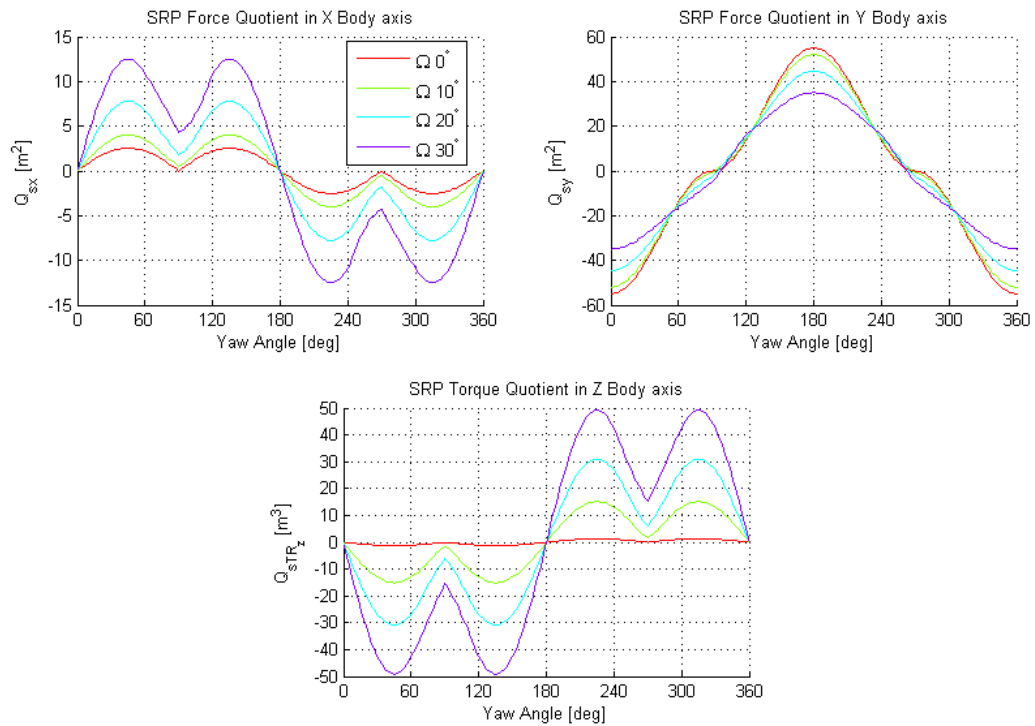 SRP Force Quotient in X Body axis
15
10
5
0
-5
-10
-15
Q_sx [m²]
0 60 120 180 240 300 360
Yaw Angle [deg]
Ω 0°
Ω 10°
Ω 20°
Ω 30°
SRP Force Quotient in Y Body axis
60
40
20
0
-20
-40
-60
Q_sy [m²]
0 60 120 180 240 300 360
Yaw Angle [deg]
SRP Torque Quotient in Z Body axis
50
40
30
20
10
0
-10
-20
-30
-40
-50
Q_sTR_z [m³]
0 60 120 180 240 300 360
Yaw Angle [deg]